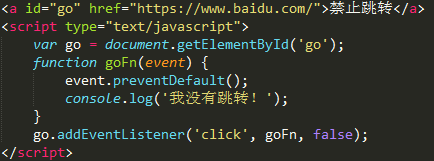 <a id="go" href="https://www.baidu.com/">禁止跳转</a>
<script type="text/javascript">
    var go = document.getElementById('go');
    function goFn(event) {
        event.preventDefault();
        console.log('我没有跳转！');
    }
    go.addEventListener('click', goFn, false);
</script>